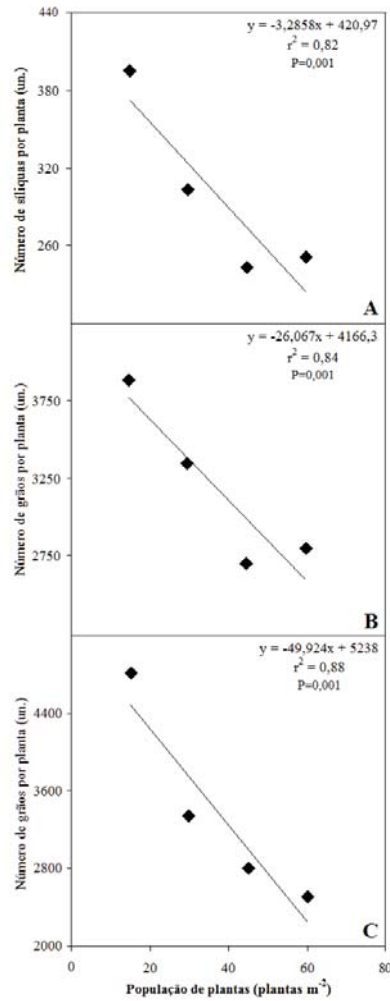 440
380
320
260
Número de síliquas por planta (un.)
y = -3,2858x + 420,97
r² = 0,82
P=0,001
A
3750
3250
2750
Número de grãos por planta (un.)
y = -26,067x + 4166,3
r² = 0,84
P=0,001
B
4400
3600
2800
2000
Número de grãos por planta (un.)
y = -49,924x + 5238
r² = 0,88
P=0,001
C
0 20 40 60 80
População de plantas (plantas m⁻²)